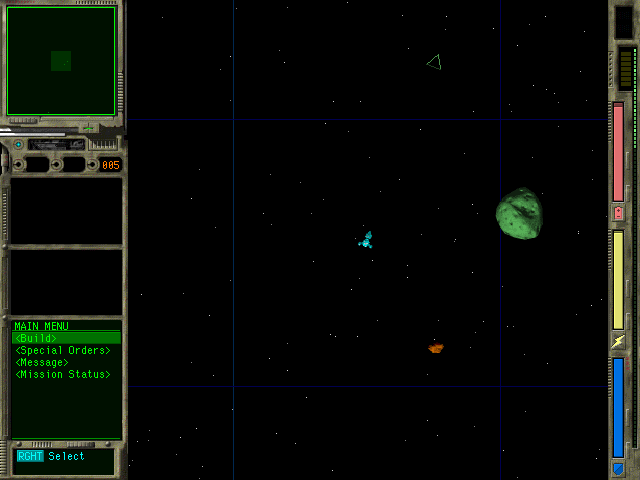 005
MAIN MENU
<Build>
<Special Orders>
<Message>
<Mission Status>
RGHT Select